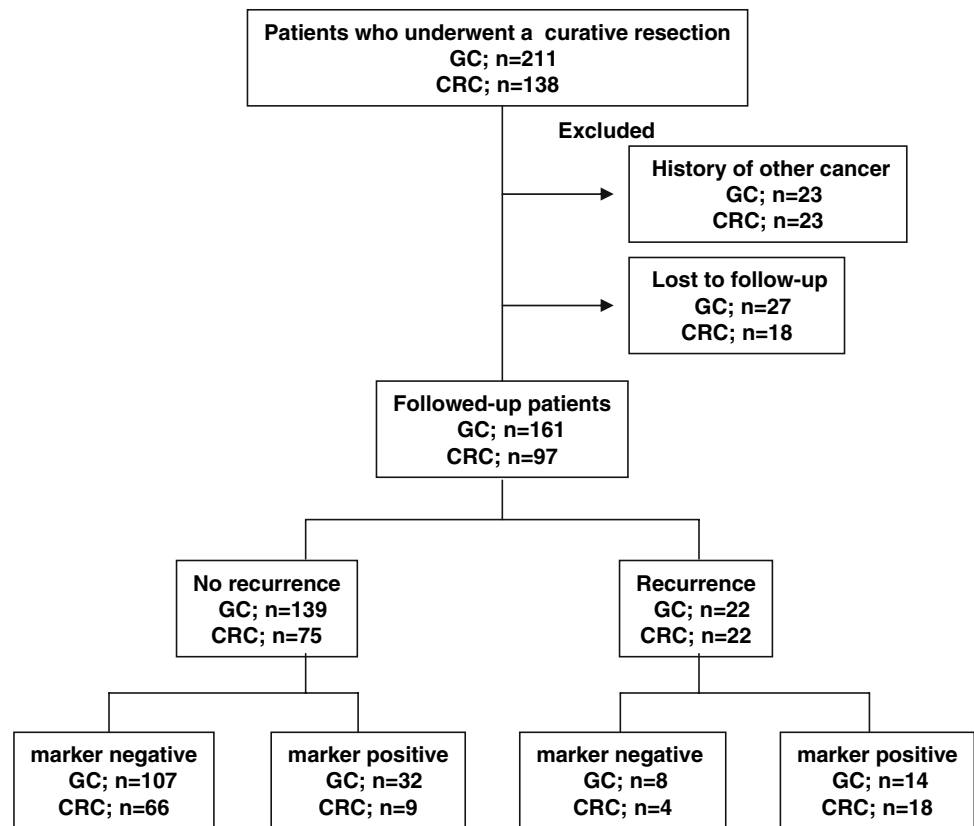 Patients who underwent a curative resection
GC; n=211
CRC; n=138
Excluded
History of other cancer
GC; n=23
CRC; n=23
Lost to follow-up
GC; n=27
CRC; n=18
Followed-up patients
GC; n=161
CRC; n=97
No recurrence
GC; n=139
CRC; n=75
Recurrence
GC; n=22
CRC; n=22
marker negative
GC; n=107
CRC; n=66
marker positive
GC; n=32
CRC; n=9
marker negative
GC; n=8
CRC; n=4
marker positive
GC; n=14
CRC; n=18